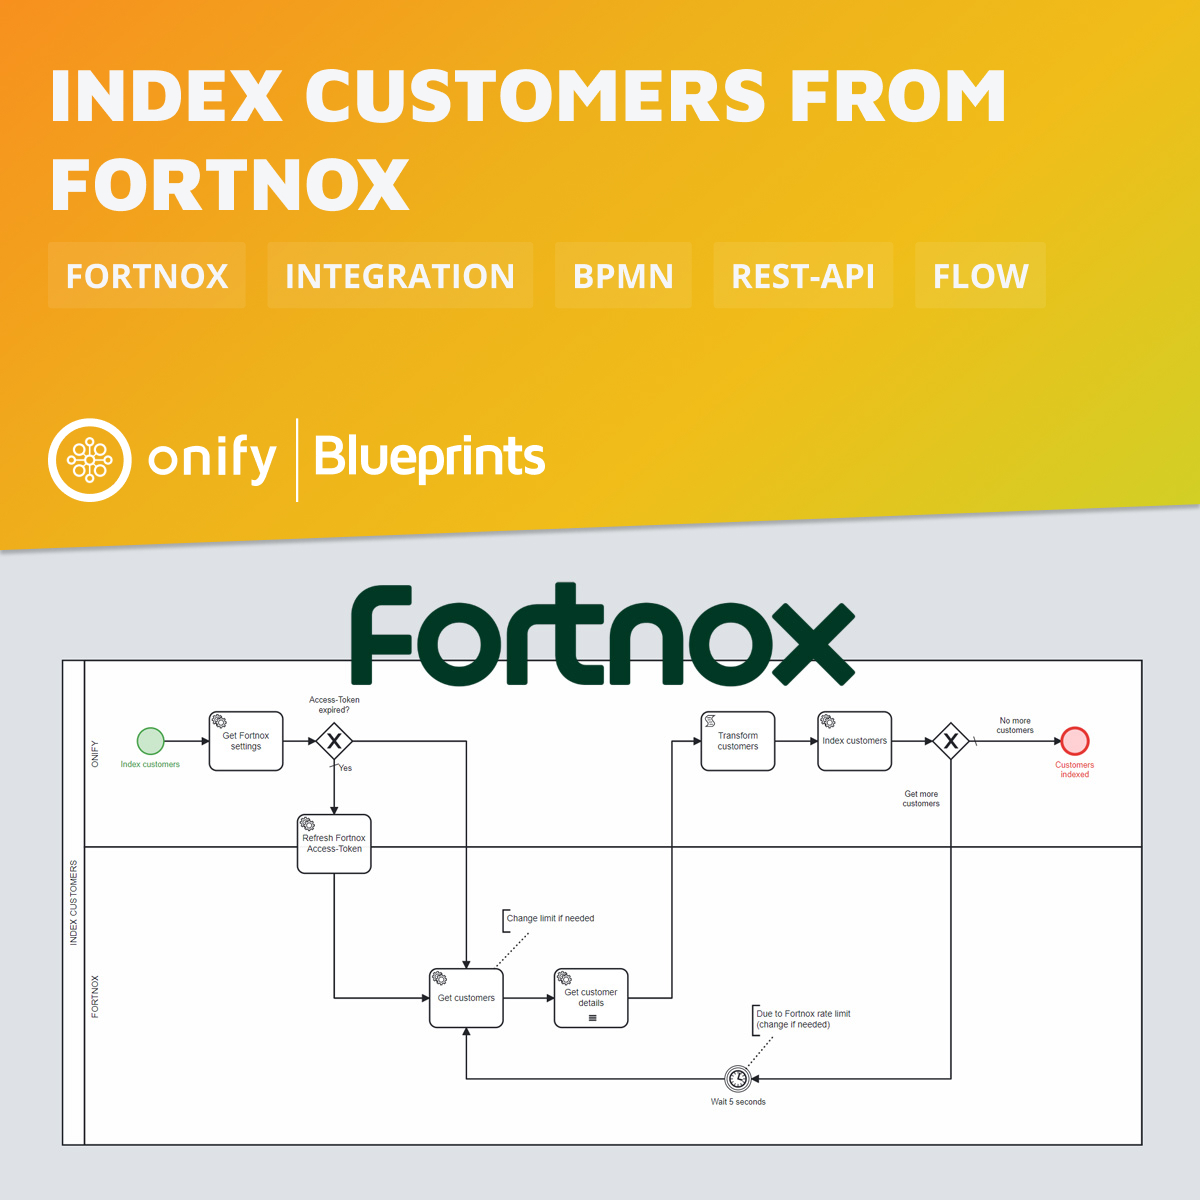 INDEX CUSTOMERS FROM
FORTNOX
FORTNOX INTEGRATION BPMN REST-API FLOW
onify Blueprints
Fortnox
INDEX CUSTOMERS
ONIFY
Index customers
Get Fortnox
settings
Access-Token
expired?
Yes
Refresh Fortnox
Access-Token
Transform
customers
Index customers
No more
customers
Customers
indexed
Get more
customers
FORTNOX
Change limit if needed
Get customers
Get customer
details
Due to Fortnox rate limit
(change if needed)
Wait 5 seconds